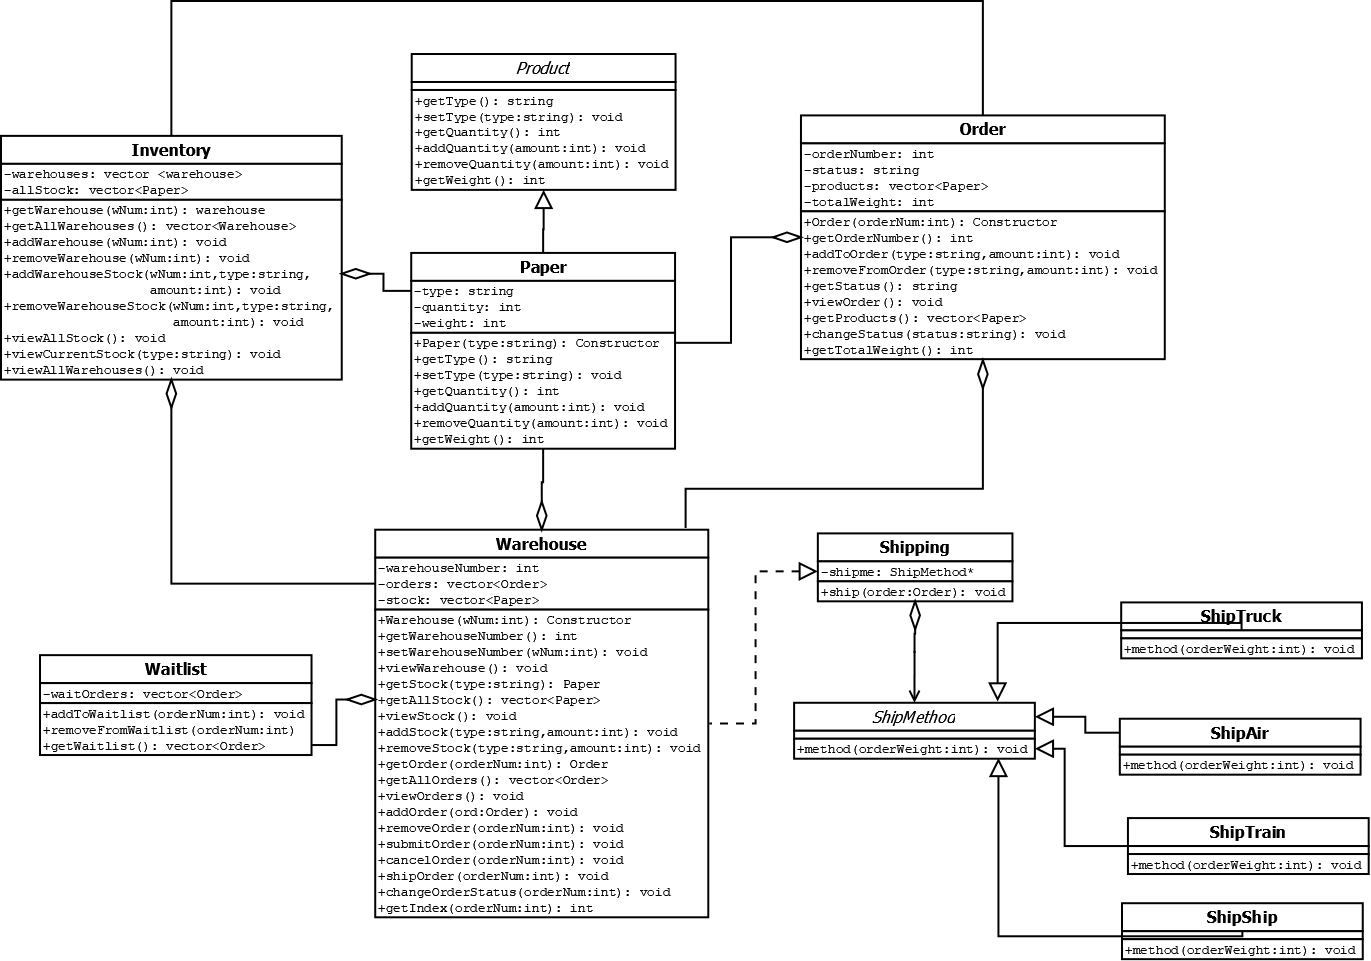 Product
+getType(): string
+setType(type:string): void
+getQuantity(): int
+addQuantity(amount:int): void
+removeQuantity(amount:int): void
+getWeight(): int
Inventory
-warehouses: vector <warehouse>
-allStock: vector<Paper>
+getWarehouse(wNum:int): warehouse
+getAllWarehouses(): vector<Warehouse>
+addWarehouse(wNum:int): void
+removeWarehouse(wNum:int): void
+addWarehouseStock(wNum:int,type:string,
amount:int): void
+removeWarehouseStock(wNum:int,type:string,
amount:int): void
+viewAllStock(): void
+viewCurrentStock(type:string): void
+viewAllWarehouses(): void
Order
-orderNumber: int
-status: string
-products: vector<Paper>
-totalWeight: int
+Order(orderNum:int): Constructor
+getOrderNumber(): int
+addToOrder(type:string,amount:int): void
+removeFromOrder(type:string,amount:int): void
+getStatus(): string
+viewOrder(): void
+getProducts(): vector<Paper>
+changeStatus(status:string): void
+getTotalWeight(): int
Paper
-type: string
-quantity: int
-weight: int
+Paper(type:string): Constructor
+getType(): string
+setType(type:string): void
+getQuantity(): int
+addQuantity(amount:int): void
+removeQuantity(amount:int): void
+getWeight(): int
Warehouse
-warehouseNumber: int
-orders: vector<Order>
-stock: vector<Paper>
+Warehouse(wNum:int): Constructor
+getWarehouseNumber(): int
+setWarehouseNumber(wNum:int): void
+viewWarehouse(): void
+getStock(type:string): Paper
+getAllStock(): vector<Paper>
+viewStock(): void
+addStock(type:string,amount:int): void
+removeStock(type:string,amount:int): void
+getOrder(orderNum:int): Order
+getAllOrders(): vector<Order>
+viewOrders(): void
+addOrder(ord:Order): void
+removeOrder(orderNum:int): void
+submitOrder(orderNum:int): void
+cancelOrder(orderNum:int): void
+shipOrder(orderNum:int): void
+changeOrderStatus(orderNum:int): void
+getIndex(orderNum:int): int
Waitlist
-waitOrders: vector<Order>
+addToWaitlist(orderNum:int): void
+removeFromWaitlist(orderNum:int)
+getWaitlist(): vector<Order>
Shipping
-shipme: ShipMethod*
+ship(order:Order): void
ShipMethod
+method(orderWeight:int): void
ShipTruck
+method(orderWeight:int): void
ShipAir
+method(orderWeight:int): void
ShipTrain
+method(orderWeight:int): void
ShipShip
+method(orderWeight:int): void